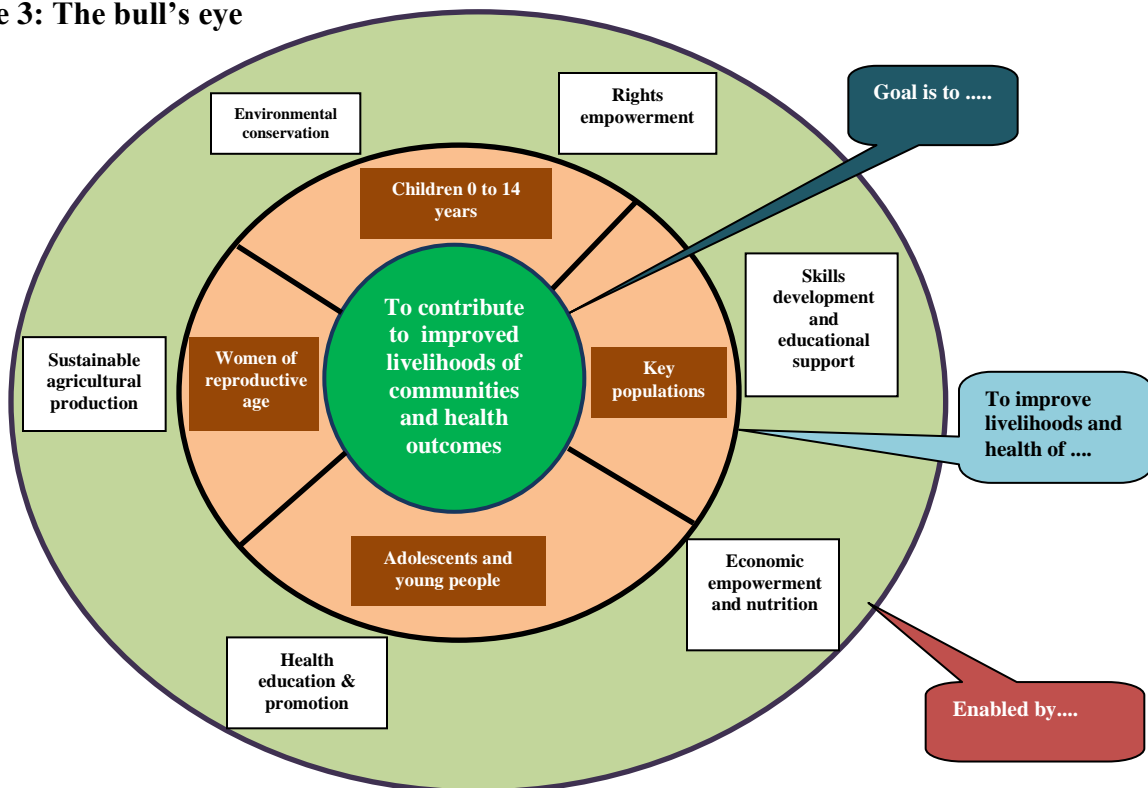 e 3: The bull's eye
Environmental
conservation
Rights
empowerment
Goal is to .....
Children 0 to 14
years
Skills
development
and
educational
support
To contribute
to improved
livelihoods of
communities
and health
outcomes
Sustainable
agricultural
production
Women of
reproductive
age
Key
populations
To improve
livelihoods and
health of ....
Adolescents and
young people
Economic
empowerment
and nutrition
Health
education &
promotion
Enabled by....